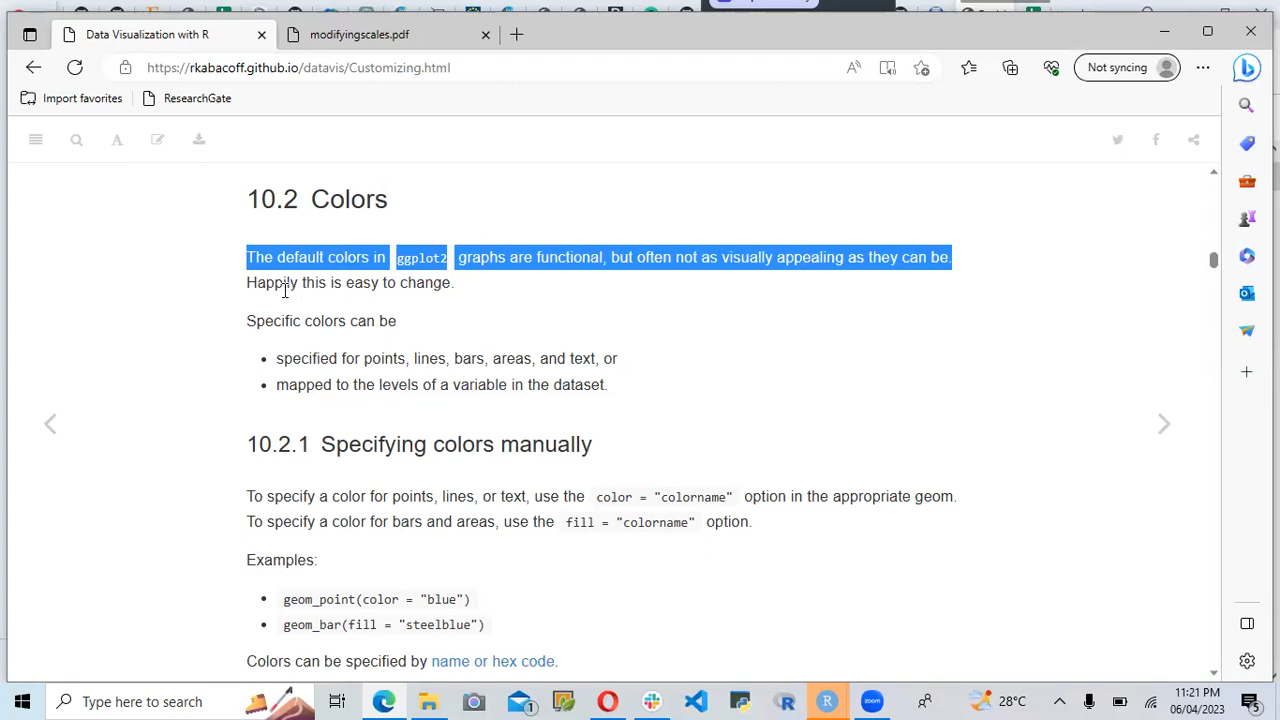 Data Visualization with R
modifyingscales.pdf
https://rkabacoff.github.io/datavis/Customizing.html
Not syncing
Import favorites
ResearchGate
10.2 Colors
The default colors in ggplot2 graphs are functional, but often not as visually appealing as they can be.
Happily this is easy to change.
Specific colors can be
• specified for points, lines, bars, areas, and text, or
• mapped to the levels of a variable in the dataset.
10.2.1 Specifying colors manually
To specify a color for points, lines, or text, use the color = "colorname" option in the appropriate geom.
To specify a color for bars and areas, use the fill = "colorname" option.
Examples:
• geom_point(color = "blue")
• geom_bar(fill = "steelblue")
Colors can be specified by name or hex code.
Type here to search
1
zoom
28°C
11:21 PM
06/04/2023
5